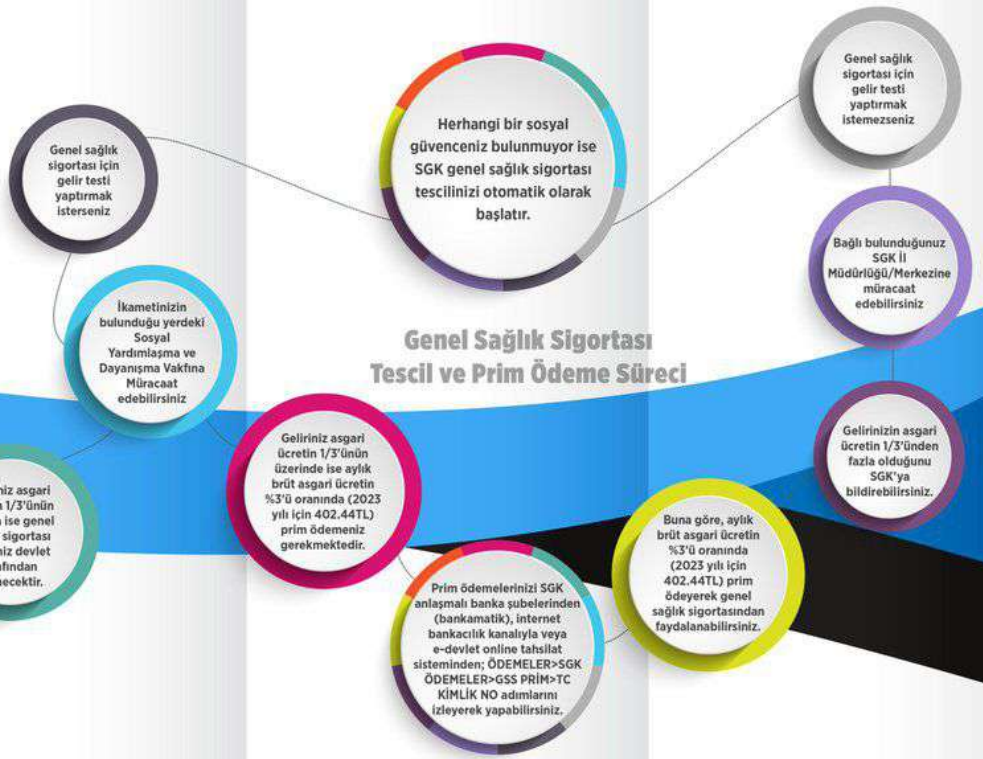 Herhangi bir sosyal
güvenceniz bulunmuyor ise
SGK genel sağlık sigortası
tescilinizi otomatik olarak
başlatır.
Genel sağlık
sigortası için
gelir testi
yaptırmak
isterseniz
İkametinizin
bulunduğu yerdeki
Sosyal
Yardımlaşma ve
Dayanışma Vakfına
Müracaat
edebilirsiniz
asgari
1/3'ünün
ise genel
sigortası
devlet
Geliriniz asgari
ücretin 1/3'ünün
üzerinde ise aylık
brüt asgari ücretin
%3'ü oranında (2023
yılı için 402.44TL)
prim ödemeniz
gerekmektedir.
Genel Sağlık Sigortası
Tescil ve Prim Ödeme Süreci
Genel sağlık
sigortası için
gelir testi
yaptırmak
istemezseniz
Bağlı bulunduğunuz
SGK İl
Müdürlüğü/Merkezine
müracaat
edebilirsiniz
Gelirinizin asgari
ücretin 1/3'ünden
fazla olduğunu
SGK'ya
bildirebilirsiniz.
Buna göre, aylık
brüt asgari ücretin
%3'ü oranında
(2023 yılı için
402.44TL) prim
ödeyerek genel
sağlık sigortasından
faydalanabilirsiniz.
Prim ödemelerinizi SGK
anlaşmalı banka şubelerinden
(bankamatik), internet
bankacılık kanalıyla veya
e-devlet online tahsilat
sisteminden; ÖDEMELER>SGK
ÖDEMELER>GSS PRİM>TC
KİMLİK NO adımlarını
izleyerek yapabilirsiniz.